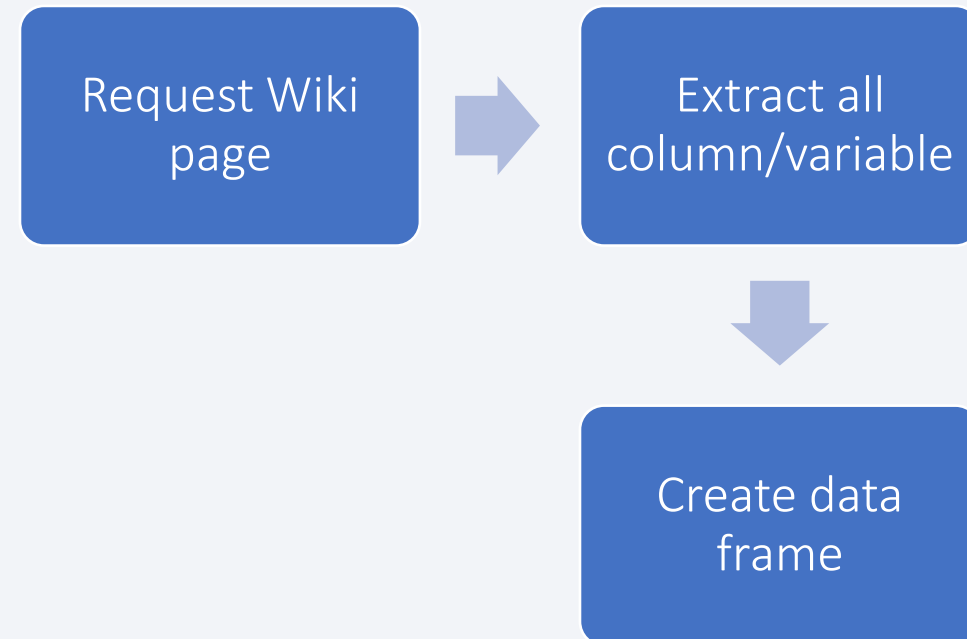 Request Wiki
page
Extract all
column/variable
Create data
frame